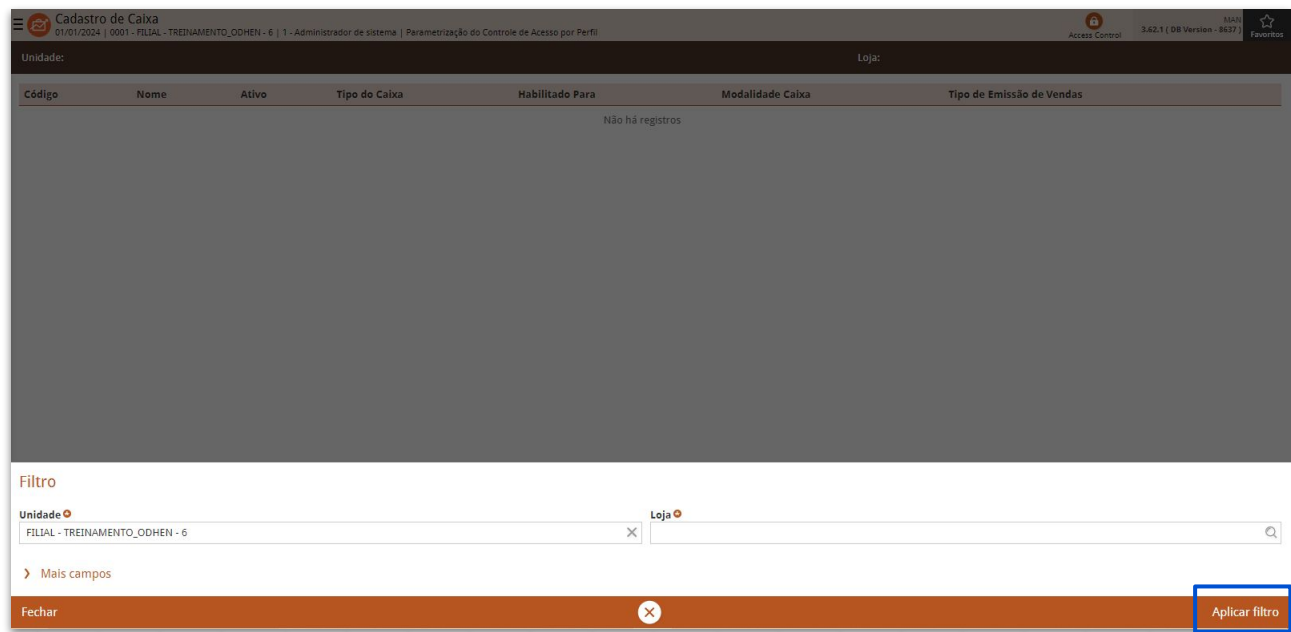 Cadastro de Caixa
01/01/2024 | 0001 - FILIAL - TREINAMENTO_ODHEN - 6 | 1 - Administrador de sistema | Parametrização do Controle de Acesso por Perfil
Access Control
MAN
3.62.1 ( DB Version - 8637 )
Favoritos
Unidade: Loja:
Código Nome Ativo Tipo do Caixa Habilitado Para Modalidade Caixa Tipo de Emissão de Vendas
Não há registros
Filtro
Unidade Loja
FILIAL - TREINAMENTO_ODHEN - 6
Mais campos
Fechar Aplicar filtro